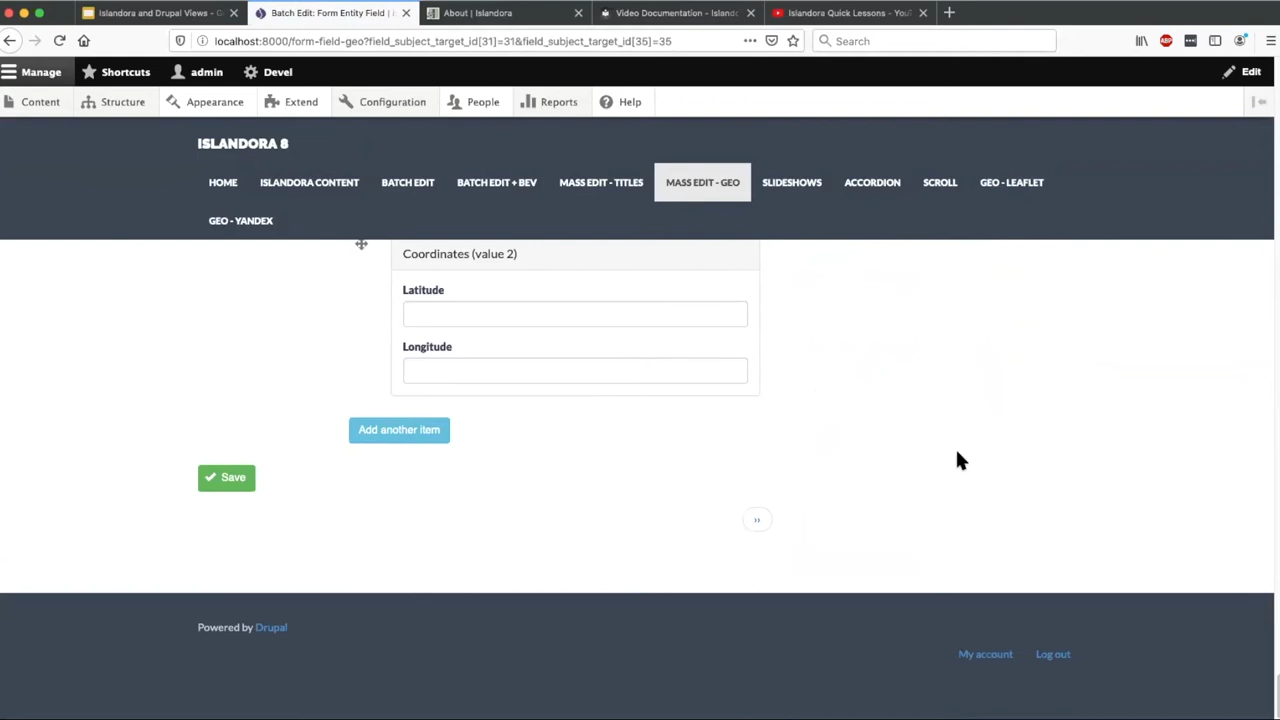 Islandora and Drupal Views - G
Batch Edit: Form Entity Field | i
About | Islandora
Video Documentation - Islando
Islandora Quick Lessons - YouT
localhost:8000/form-field-geo?field_subject_target_id[31]=31&field_subject_target_id[35]=35
Search
ABP
Manage
Shortcuts
admin
Devel
Edit
Content
Structure
Appearance
Extend
Configuration
People
Reports
Help
ISLANDORA 8
HOME
ISLANDORA CONTENT
BATCH EDIT
BATCH EDIT + BEV
MASS EDIT - TITLES
MASS EDIT - GEO
SLIDESHOWS
ACCORDION
SCROLL
GEO - LEAFLET
GEO - YANDEX
Coordinates (value 2)
Latitude
Longitude
Add another item
Save
››
Powered by Drupal
My account
Log out